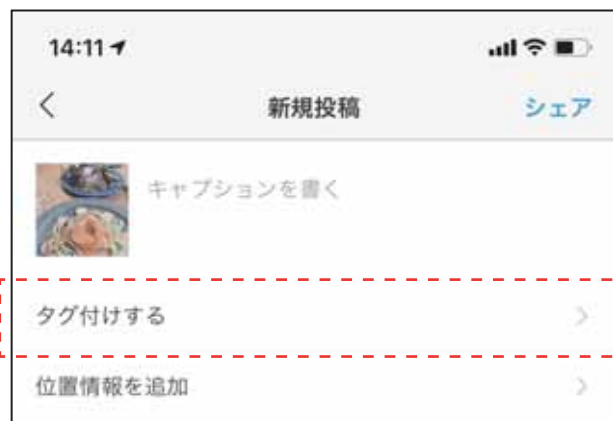 14:11
新規投稿
シェア
キャプションを書く
タグ付けする
位置情報を追加